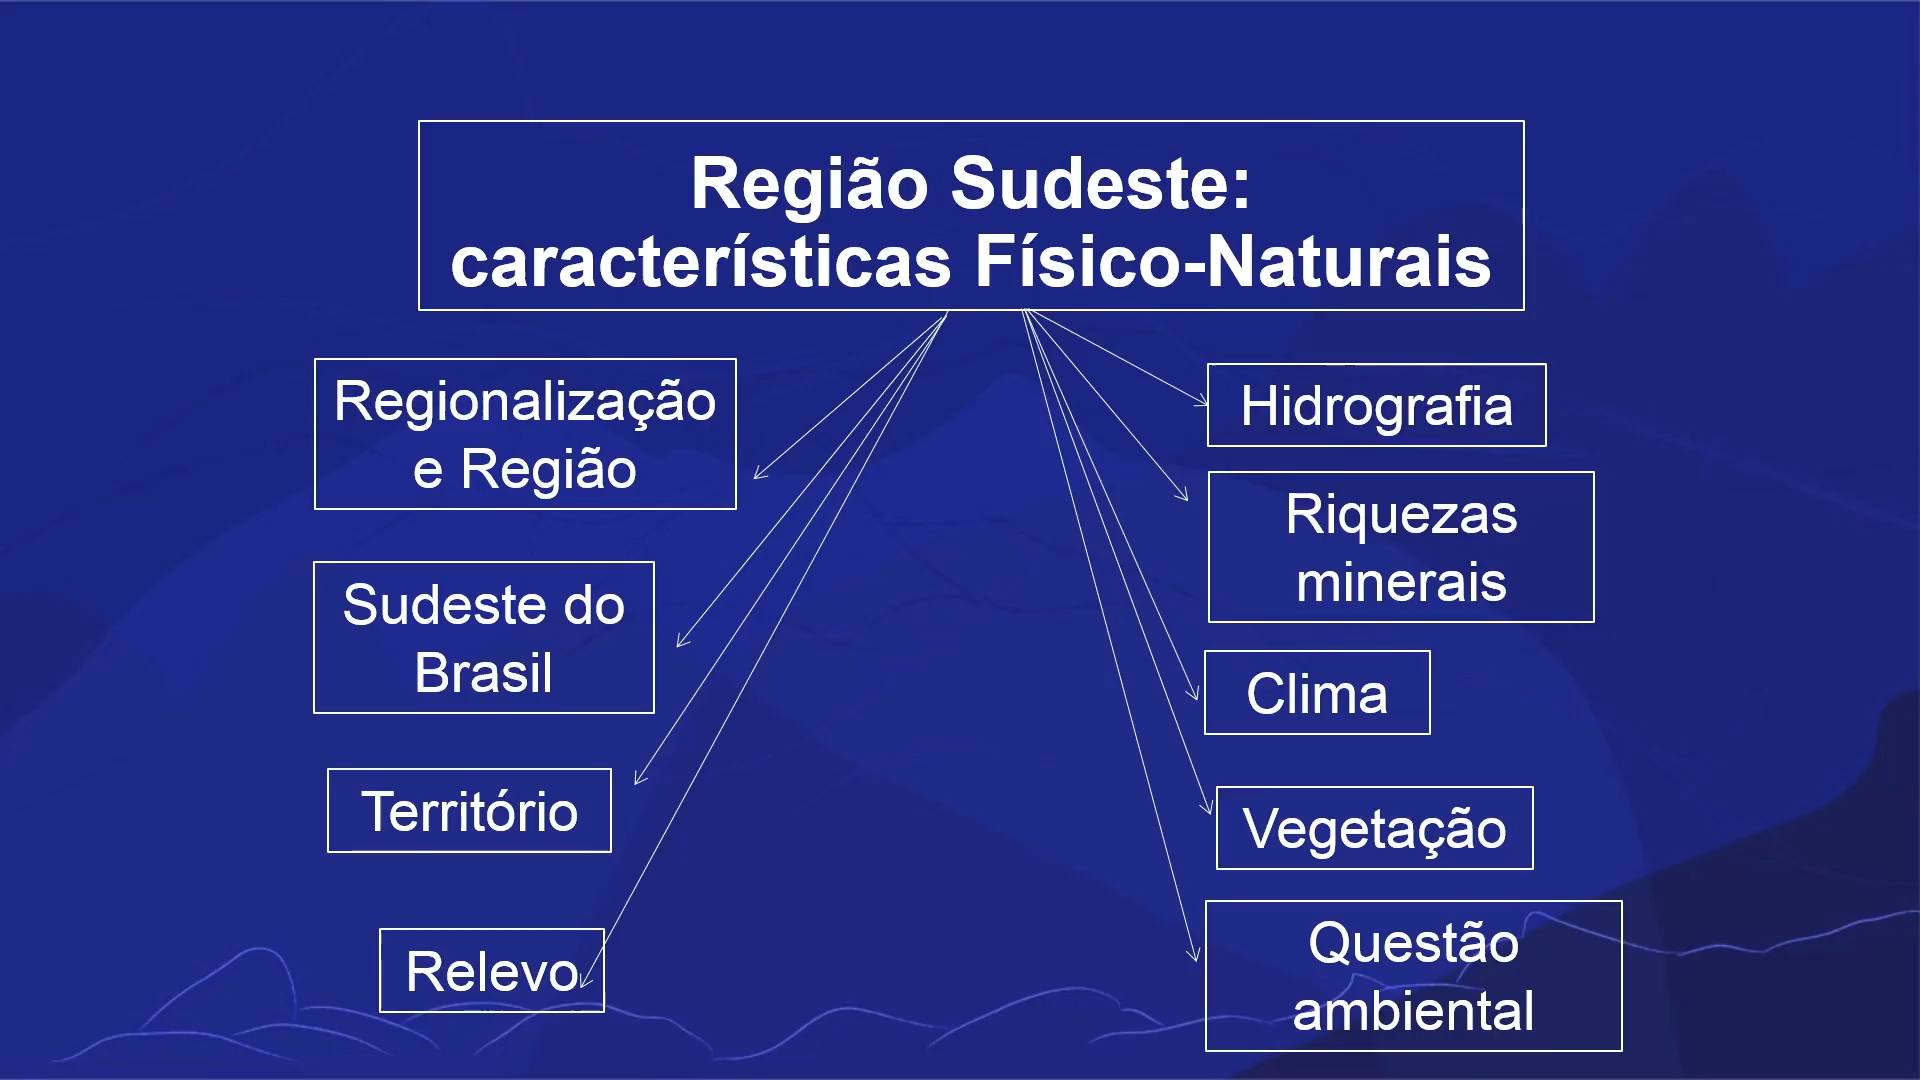 Região Sudeste:
características Físico-Naturais
Regionalização
e Região
Sudeste do
Brasil
Território
Relevo
Hidrografia
Riquezas
minerais
Clima
Vegetação
Questão
ambiental